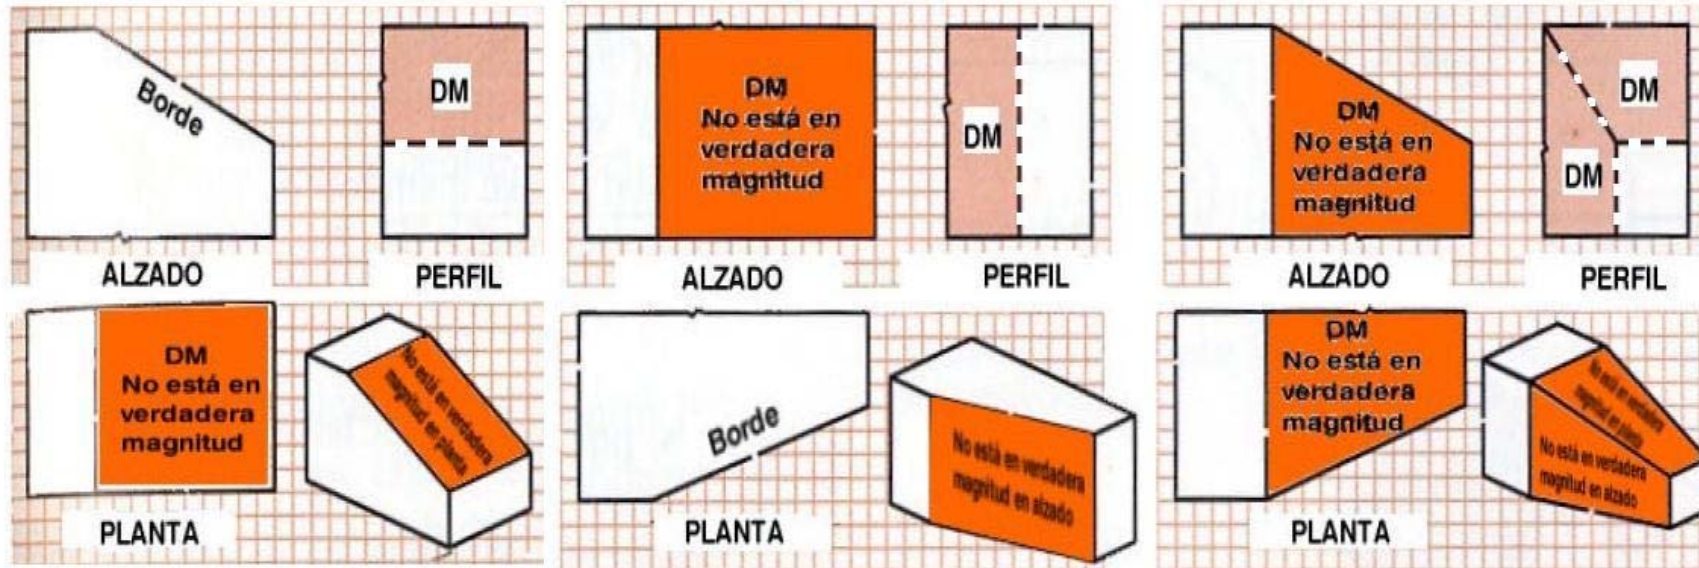 Borde
DM
ALZADO
PERFIL
DM
No está en
verdadera
magnitud
No está en verdadera
magnitud en planta
PLANTA
DM
No está en
verdadera
magnitud
DM
ALZADO
PERFIL
Borde
No está en verdadera
magnitud en alzado
PLANTA
DM
No está en
verdadera
magnitud
DM
DM
ALZADO
PERFIL
DM
No está en
verdadera
magnitud
No está en verdadera
magnitud en planta
No está en verdadera
magnitud en alzado
PLANTA